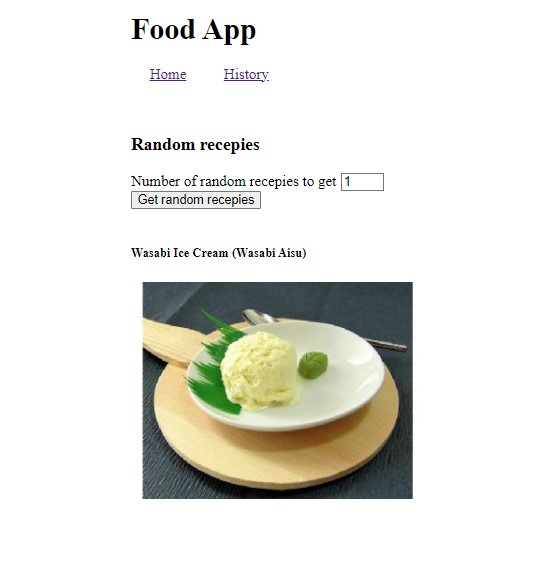 Food App
Home History
Random recepies
Number of random recepies to get 1
Get random recepies
Wasabi Ice Cream (Wasabi Aisu)